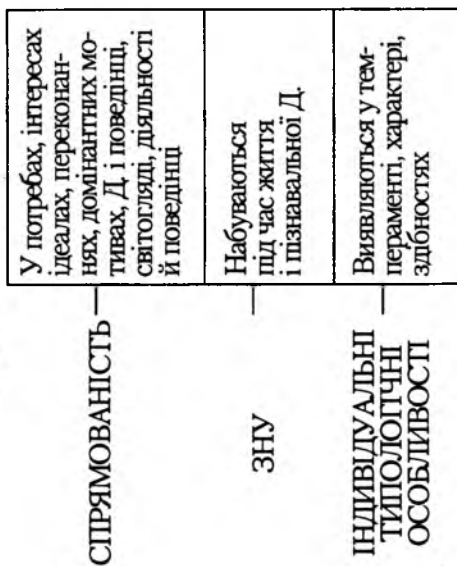 СПРЯМОВАНІСТЬ
У потребах, інтересах
ідеалах, переконан-
нях, домінантних мо-
тивах, Д. і поведінці,
світогляді, діяльності
й поведінці
ЗНУ
Набуваються
під час життя
і пізнавальної Д.
ІНДИВІДУАЛЬНІ
ТИПОЛОГІЧНІ
ОСОБЛИВОСТІ
Виявляються у тем-
пераменті, характері,
здібностях